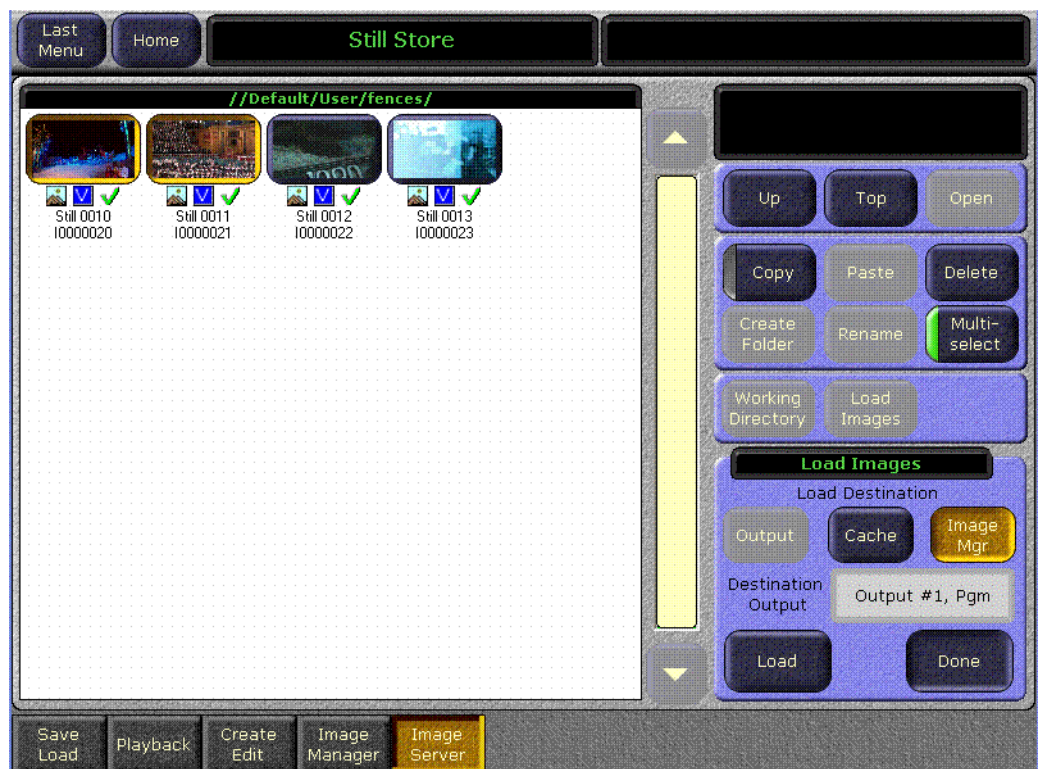 Last
Menu
Home
Still Store
//Default/User/fences/
Still 0010
I0000020
Still 0011
I0000021
Still 0012
I0000022
Still 0013
I0000023
Up
Top
Open
Copy
Paste
Delete
Create
Folder
Rename
Multi-
select
Working
Directory
Load
Images
Load Images
Load Destination
Output
Cache
Image
Mgr
Destination
Output
Output #1, Pgm
Load
Done
Save
Load
Playback
Create
Edit
Image
Manager
Image
Server